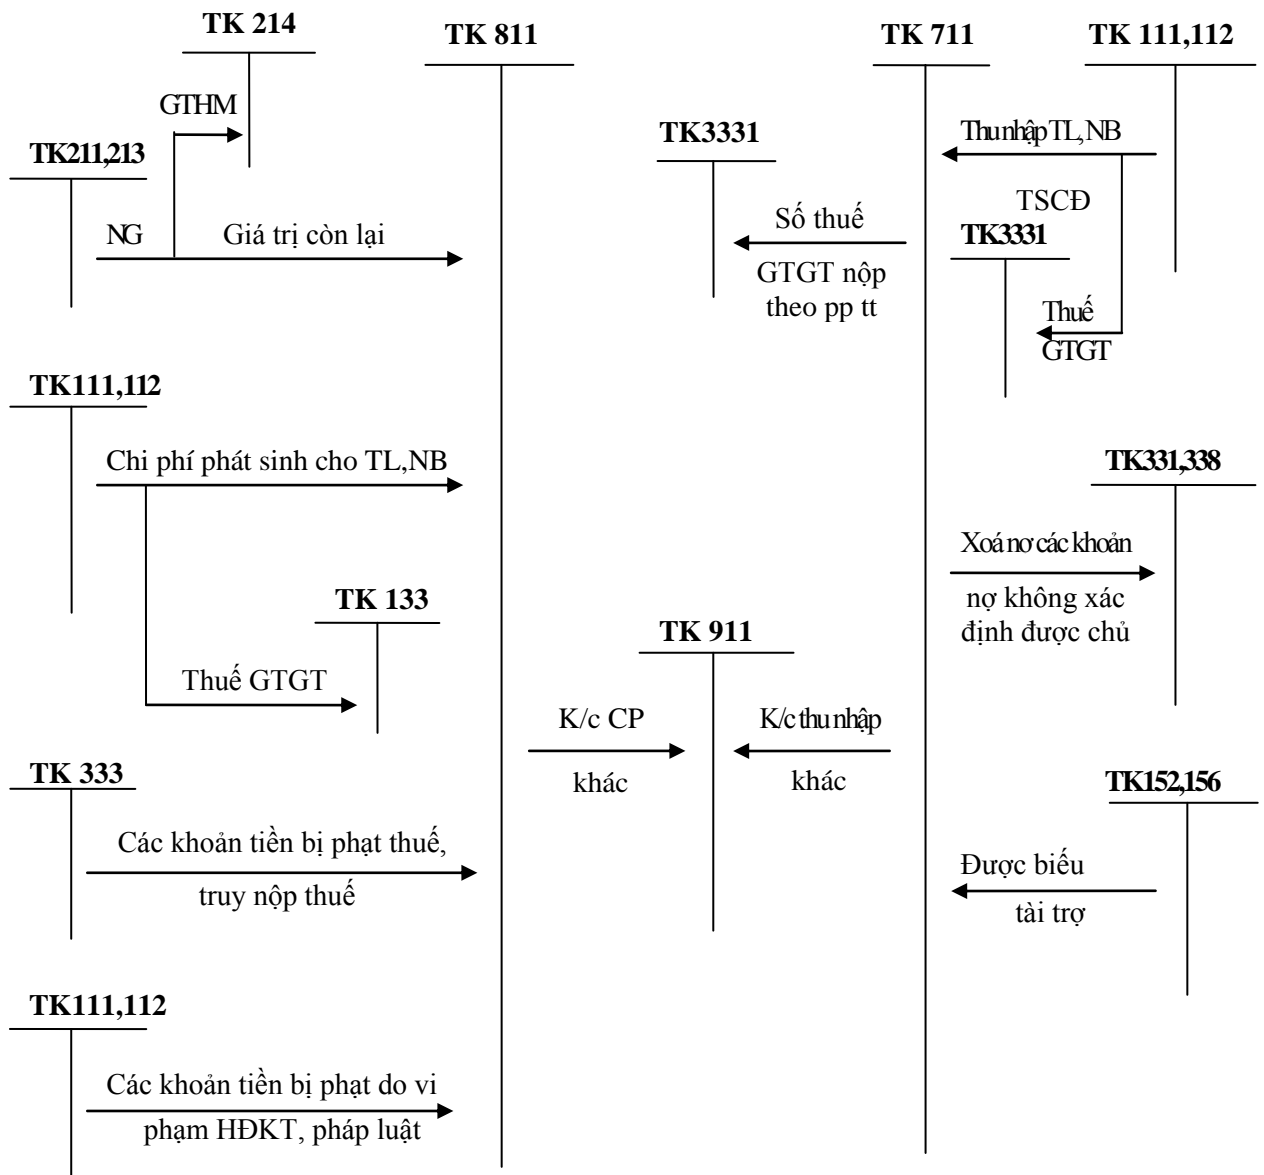 TK 214
TK 811
TK 711
TK 111,112
GTHM
TK211,213
NG
Giá trị còn lại
TK3331
Số thuế
GTGT nộp
theo pp tt
Thu nhập TL,NB
TSCĐ
TK3331
Thuế
GTGT
TK111,112
Chi phí phát sinh cho TL,NB
TK 133
Thuế GTGT
TK331,338
Xoá nơ các khoản
nợ không xác
định được chủ
TK 911
K/c CP
khác
K/c thu nhập
khác
TK 333
Các khoản tiền bị phạt thuế,
truy nộp thuế
TK152,156
Được biếu
tài trợ
TK111,112
Các khoản tiền bị phạt do vi
phạm HĐKT, pháp luật